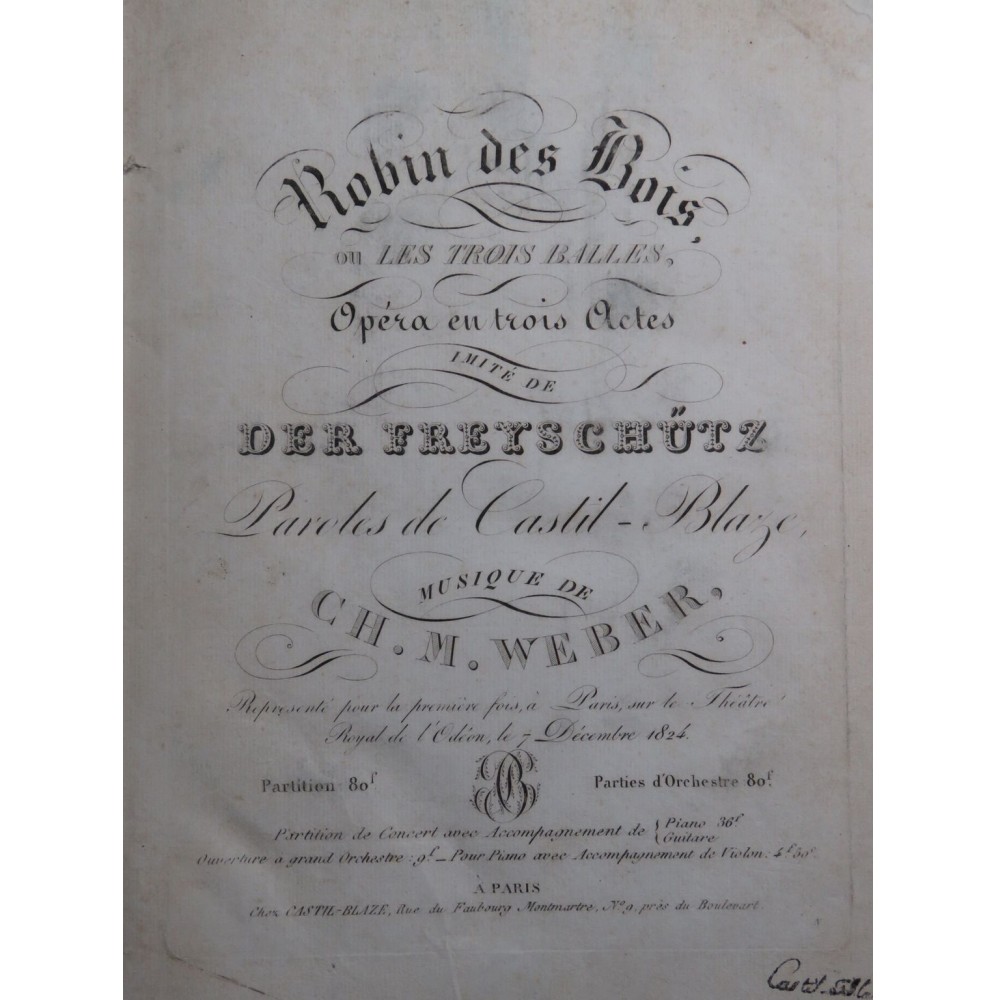 Robin des Bois,
ou LES TROIS BALLES,
Opéra en trois Actes
IMITÉ DE
DER FREYSCHÜTZ
Paroles de Castil-Blaze,
MUSIQUE DE
CH. M. WEBER,
Représenté pour la première fois, à Paris, sur le Théâtre
Royal de l'Odéon, le 7 Décembre 1824.
Partition 80f CB Parties d'Orchestre 80f.
Partition de Concert avec Accompagnement de { Piano 36f
Guitare
Ouverture a grand Orchestre : 9f — Pour Piano avec Accompagnement de Violon : 4f 50c
À PARIS
Chez CASTIL-BLAZE, Rue du Faubourg Montmartre, No 9, près du Boulevart.